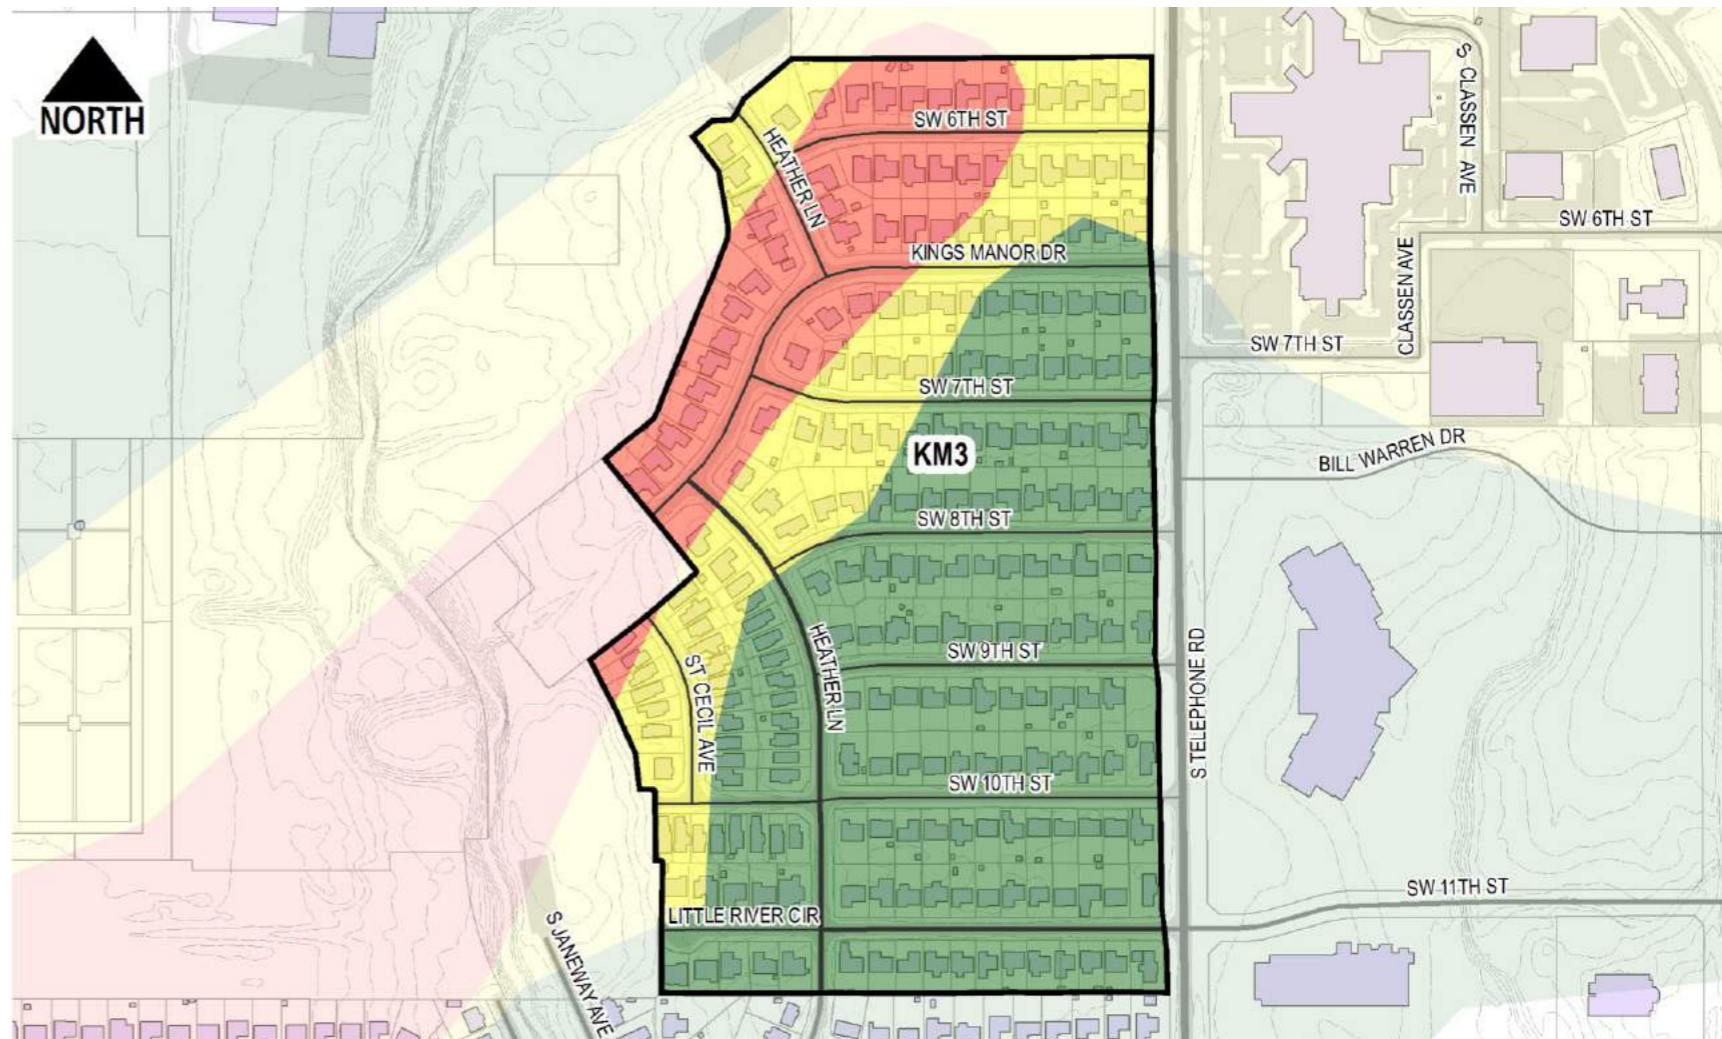 NORTH
S CLASSEN AVE
SW 6TH ST
HEATHER LN
SW 6TH ST
KINGS MANOR DR
CLASSEN AVE
SW 7TH ST
SW 7TH ST
KM3
BILL WARREN DR
SW 8TH ST
HEATHER LN
SW 9TH ST
ST CECIL AVE
S TELEPHONE RD
SW 10TH ST
SW 11TH ST
LITTLE RIVER CIR
S JANEWAY AVE